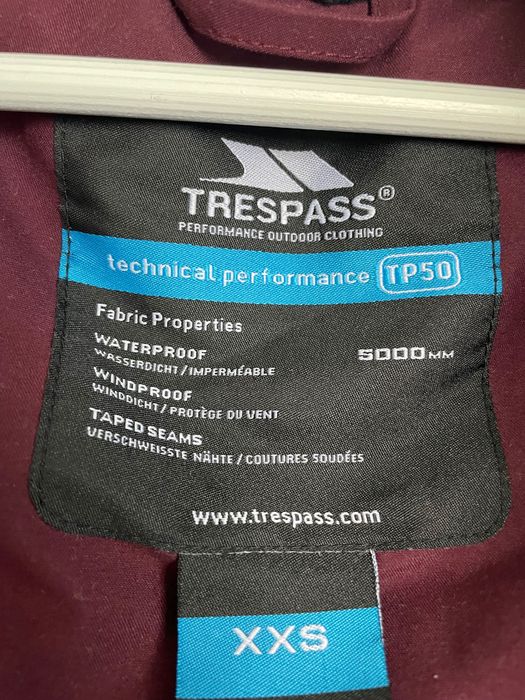 TRESPASS®
PERFORMANCE OUTDOOR CLOTHING
technical performance TP50
Fabric Properties
WATERPROOF 5000MM
WASSERDICHT/IMPERMÉABLE
WINDPROOF
WINDDICHT/PROTÈGE DU VENT
TAPED SEAMS
VERSCHWEISSTE NÄHTE/COUTURES SOUDÉES
www.trespass.com
XXS